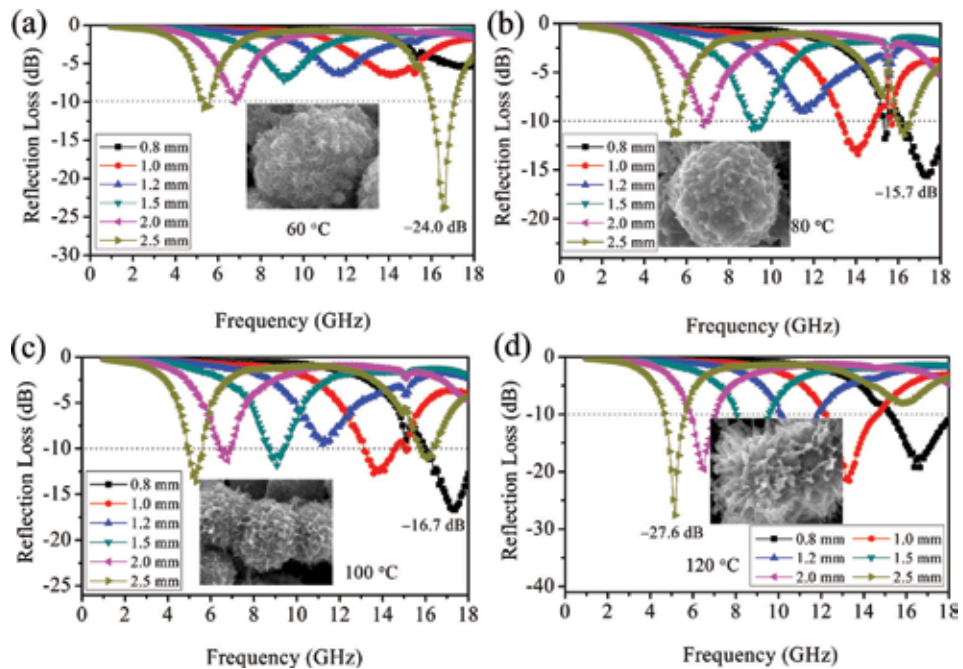 (a)
0
-5
-10
-15
-20
-25
-30
Reflection Loss (dB)
0.8 mm
1.0 mm
1.2 mm
1.5 mm
2.0 mm
2.5 mm
60 °C
−24.0 dB
0 2 4 6 8 10 12 14 16 18
Frequency (GHz)
(b)
0
-5
-10
-15
-20
Reflection Loss (dB)
0.8 mm
1.0 mm
1.2 mm
1.5 mm
2.0 mm
2.5 mm
80 °C
−15.7 dB
0 2 4 6 8 10 12 14 16 18
Frequency (GHz)
(c)
0
-5
-10
-15
-20
-25
Reflection Loss (dB)
0.8 mm
1.0 mm
1.2 mm
1.5 mm
2.0 mm
2.5 mm
100 °C
−16.7 dB
0 2 4 6 8 10 12 14 16 18
Frequency (GHz)
(d)
0
-10
-20
-30
-40
Reflection Loss (dB)
−27.6 dB
120 °C
0.8 mm 1.0 mm
1.2 mm 1.5 mm
2.0 mm 2.5 mm
0 2 4 6 8 10 12 14 16 18
Frequency (GHz)